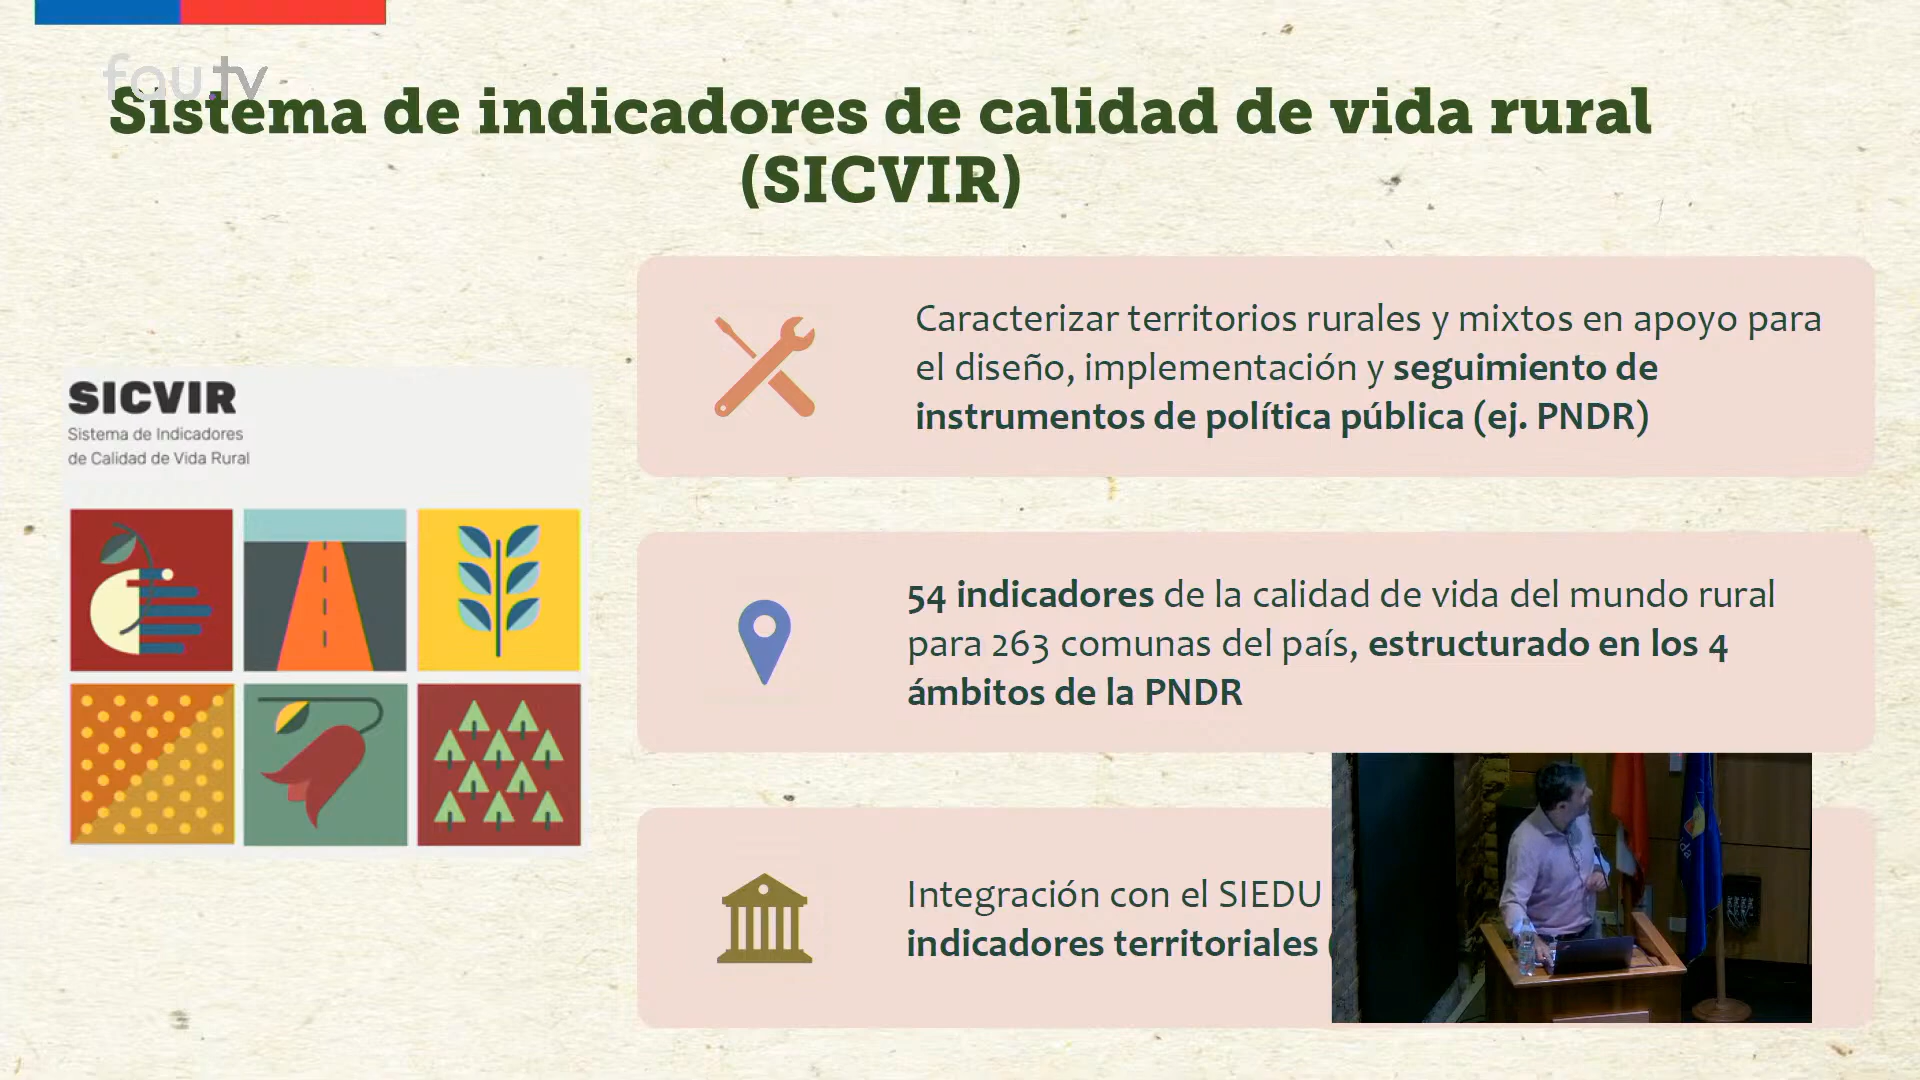 fau.tv
Sistema de indicadores de calidad de vida rural
(SICVIR)
SICVIR
Sistema de Indicadores
de Calidad de Vida Rural
Caracterizar territorios rurales y mixtos en apoyo para
el diseño, implementación y seguimiento de
instrumentos de política pública (ej. PNDR)
54 indicadores de la calidad de vida del mundo rural
para 263 comunas del país, estructurado en los 4
ámbitos de la PNDR
Integración con el SIEDU
indicadores territoriales (